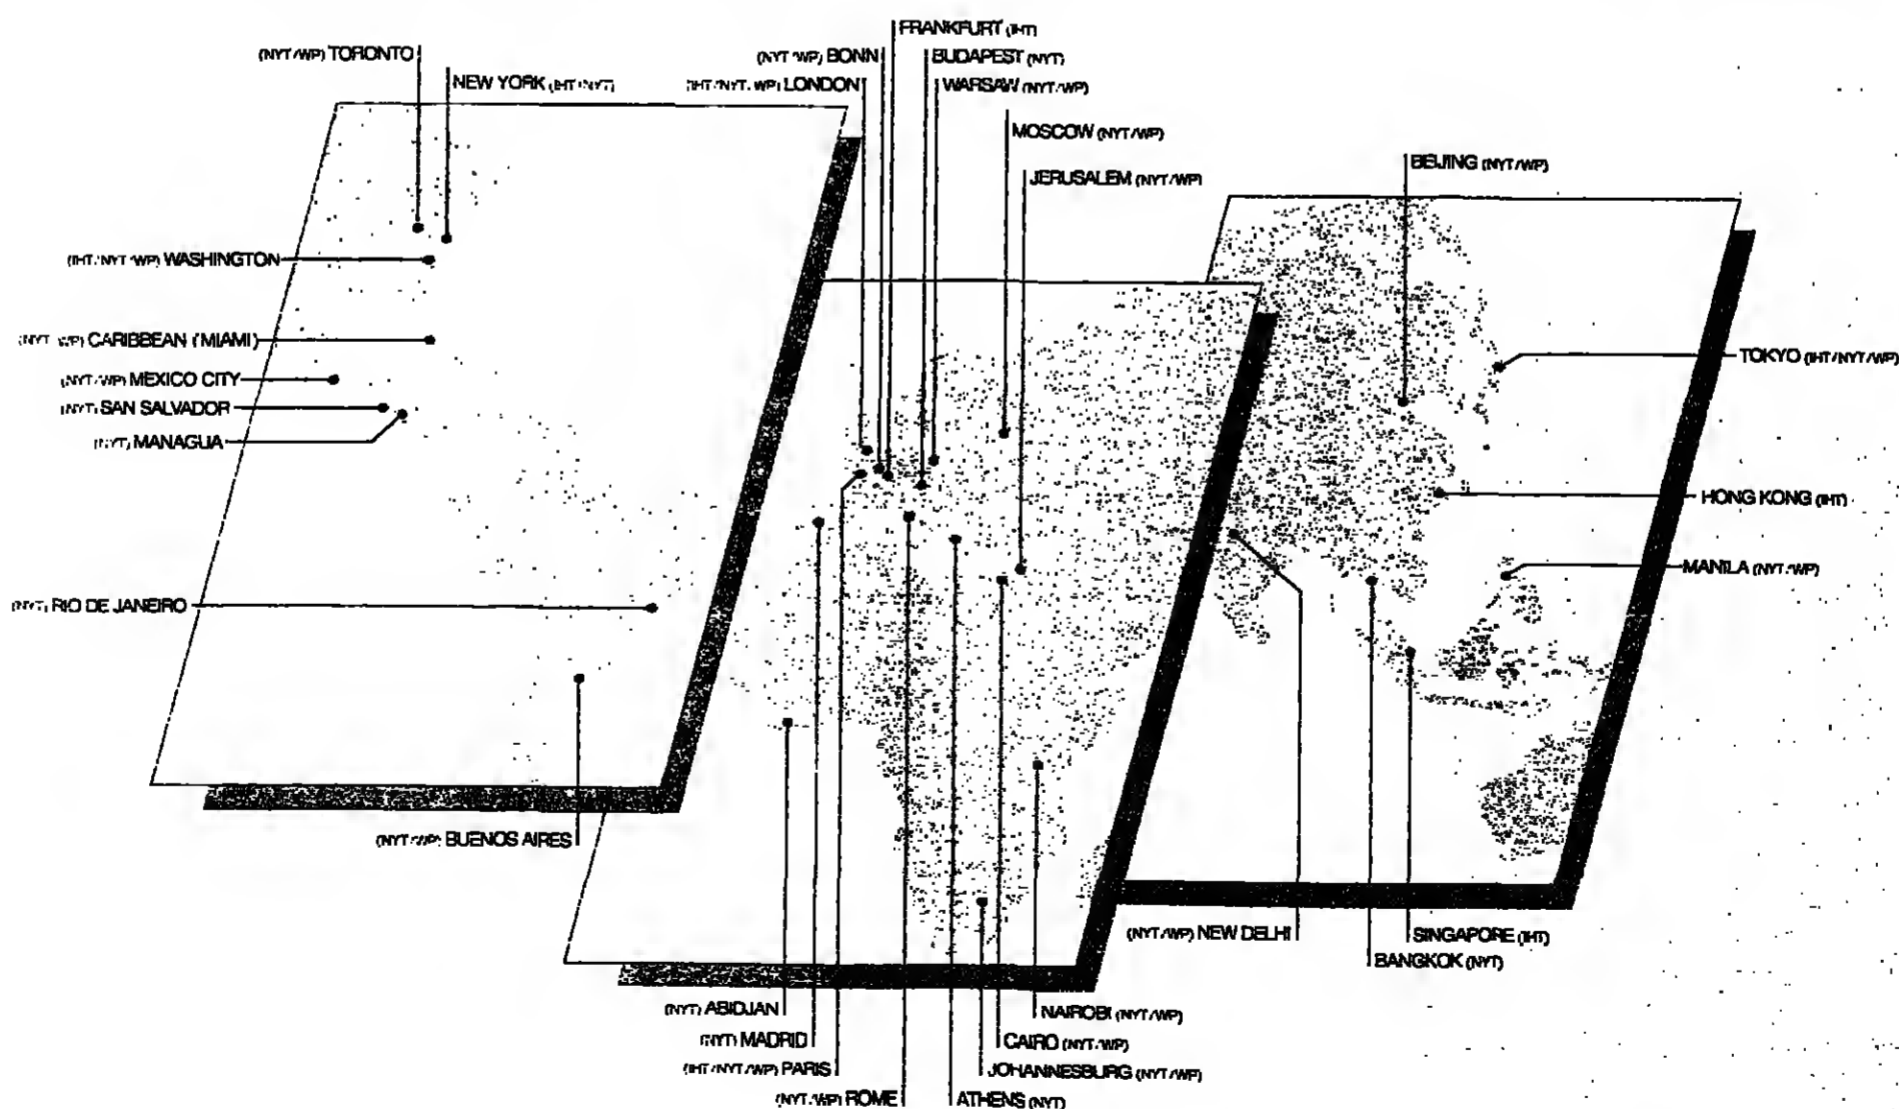 FRANKFURT (IHT)
(NYT/WP) TORONTO
(NYT/WP) BONN
BUDAPEST (NYT)
NEW YORK (IHT/NYT)
(IHT/NYT/WP) LONDON
WARSAW (NYT/WP)
MOSCOW (NYT/WP)
BEIJING (NYT/WP)
JERUSALEM (NYT/WP)
(IHT/NYT/WP) WASHINGTON
(NYT/WP) CARIBBEAN (MIAMI)
TOKYO (IHT/NYT/WP)
(NYT/WP) MEXICO CITY
(NYT) SAN SALVADOR
(NYT) MANAGUA
HONG KONG (IHT)
MANILA (NYT/WP)
(NYT) RIO DE JANEIRO
(NYT/WP) BUENOS AIRES
(NYT/WP) NEW DELHI
SINGAPORE (IHT)
BANGKOK (NYT)
(NYT) ABIDJAN
NAIROBI (NYT/WP)
(NYT) MADRID
CAIRO (NYT/WP)
(IHT/NYT/WP) PARIS
JOHANNESBURG (NYT/WP)
(NYT/WP) ROME
ATHENS (NYT)